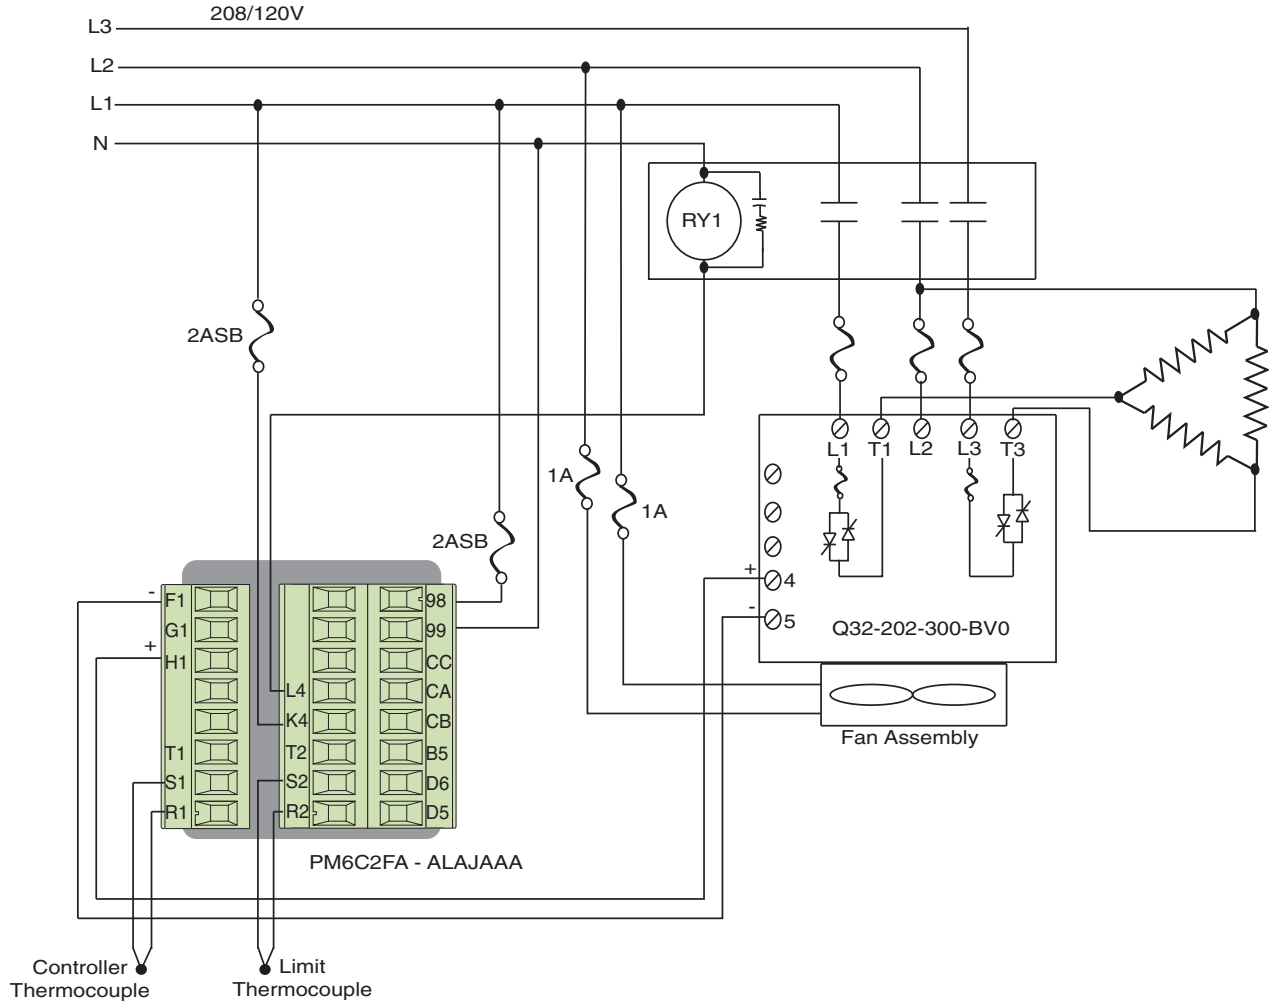 208/120V
L3
L2
L1
N
RY1
2ASB
1A
1A
2ASB
L1 T1 L2 L3 T3
+ 4
- 5
Q32-202-300-BV0
Fan Assembly
- F1
G1
+ H1
T1
S1
R1
L4
K4
T2
S2
R2
98
99
CC
CA
CB
B5
D6
D5
PM6C2FA - ALAJAAA
Controller
Thermocouple
Limit
Thermocouple